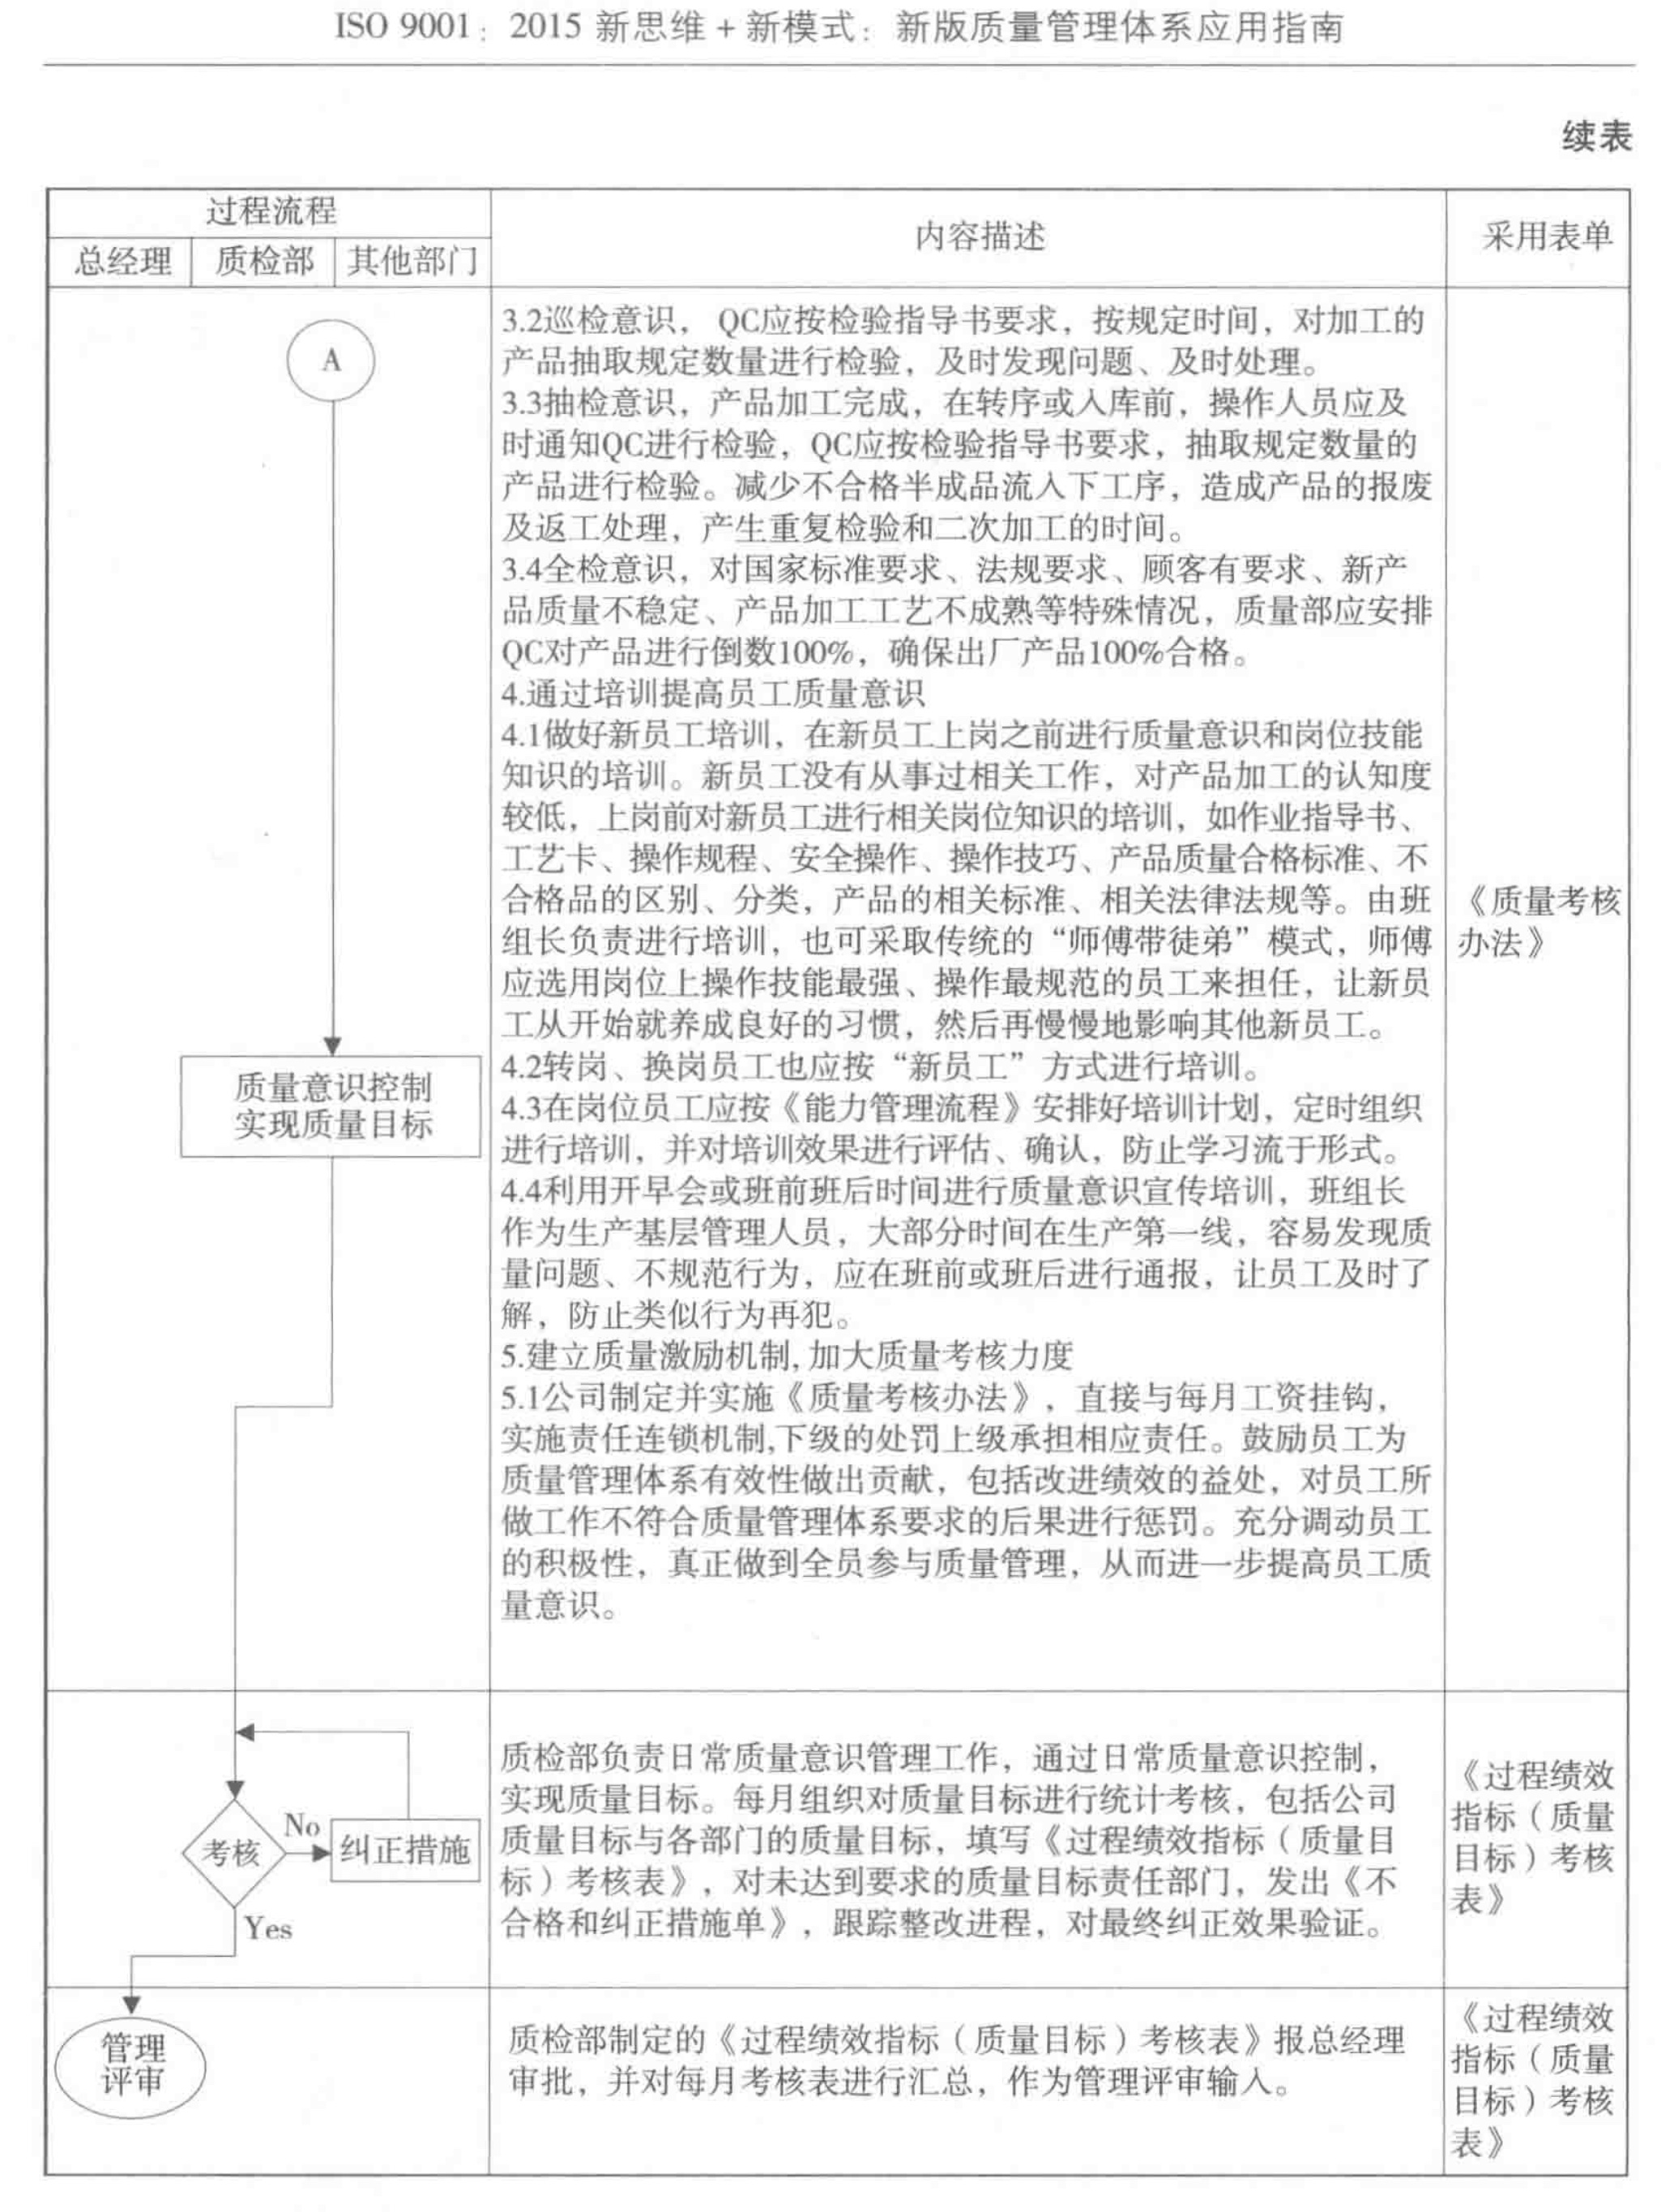 ISO 9001：2015 新思维＋新模式：新版质量管理体系应用指南
续表
过程流程
总经理 质检部 其他部门
内容描述
采用表单
A
质量意识控制
实现质量目标
3.2巡检意识， QC应按检验指导书要求，按规定时间，对加工的
产品抽取规定数量进行检验，及时发现问题、及时处理。
3.3抽检意识，产品加工完成，在转序或入库前，操作人员应及
时通知QC进行检验，QC应按检验指导书要求，抽取规定数量的
产品进行检验。减少不合格半成品流入下工序，造成产品的报废
及返工处理，产生重复检验和二次加工的时间。
3.4全检意识，对国家标准要求、法规要求、顾客有要求、新产
品质量不稳定、产品加工工艺不成熟等特殊情况，质量部应安排
QC对产品进行倒数100%，确保出厂产品100%合格。
4.通过培训提高员工质量意识
4.1做好新员工培训，在新员工上岗之前进行质量意识和岗位技能
知识的培训。新员工没有从事过相关工作，对产品加工的认知度
较低，上岗前对新员工进行相关岗位知识的培训，如作业指导书、
工艺卡、操作规程、安全操作、操作技巧、产品质量合格标准、不
合格品的区别、分类，产品的相关标准、相关法律法规等。由班
组长负责进行培训，也可采取传统的“师傅带徒弟”模式，师傅
应选用岗位上操作技能最强、操作最规范的员工来担任，让新员
工从开始就养成良好的习惯，然后再慢慢地影响其他新员工。
4.2转岗、换岗员工也应按“新员工”方式进行培训。
4.3在岗位员工应按《能力管理流程》安排好培训计划，定时组织
进行培训，并对培训效果进行评估、确认，防止学习流于形式。
4.4利用开早会或班前班后时间进行质量意识宣传培训，班组长
作为生产基层管理人员，大部分时间在生产第一线，容易发现质
量问题、不规范行为，应在班前或班后进行通报，让员工及时了
解，防止类似行为再犯。
5.建立质量激励机制,加大质量考核力度
5.1公司制定并实施《质量考核办法》，直接与每月工资挂钩，
实施责任连锁机制,下级的处罚上级承担相应责任。鼓励员工为
质量管理体系有效性做出贡献，包括改进绩效的益处，对员工所
做工作不符合质量管理体系要求的后果进行惩罚。充分调动员工
的积极性，真正做到全员参与质量管理，从而进一步提高员工质
量意识。
《质量考核
办法》
考核
No
纠正措施
Yes
质检部负责日常质量意识管理工作，通过日常质量意识控制，
实现质量目标。每月组织对质量目标进行统计考核，包括公司
质量目标与各部门的质量目标，填写《过程绩效指标（质量目
标）考核表》，对未达到要求的质量目标责任部门，发出《不
合格和纠正措施单》，跟踪整改进程，对最终纠正效果验证。
《过程绩效
指标（质量
目标）考核
表》
管理
评审
质检部制定的《过程绩效指标（质量目标）考核表》报总经理
审批，并对每月考核表进行汇总，作为管理评审输入。
《过程绩效
指标（质量
目标）考核
表》